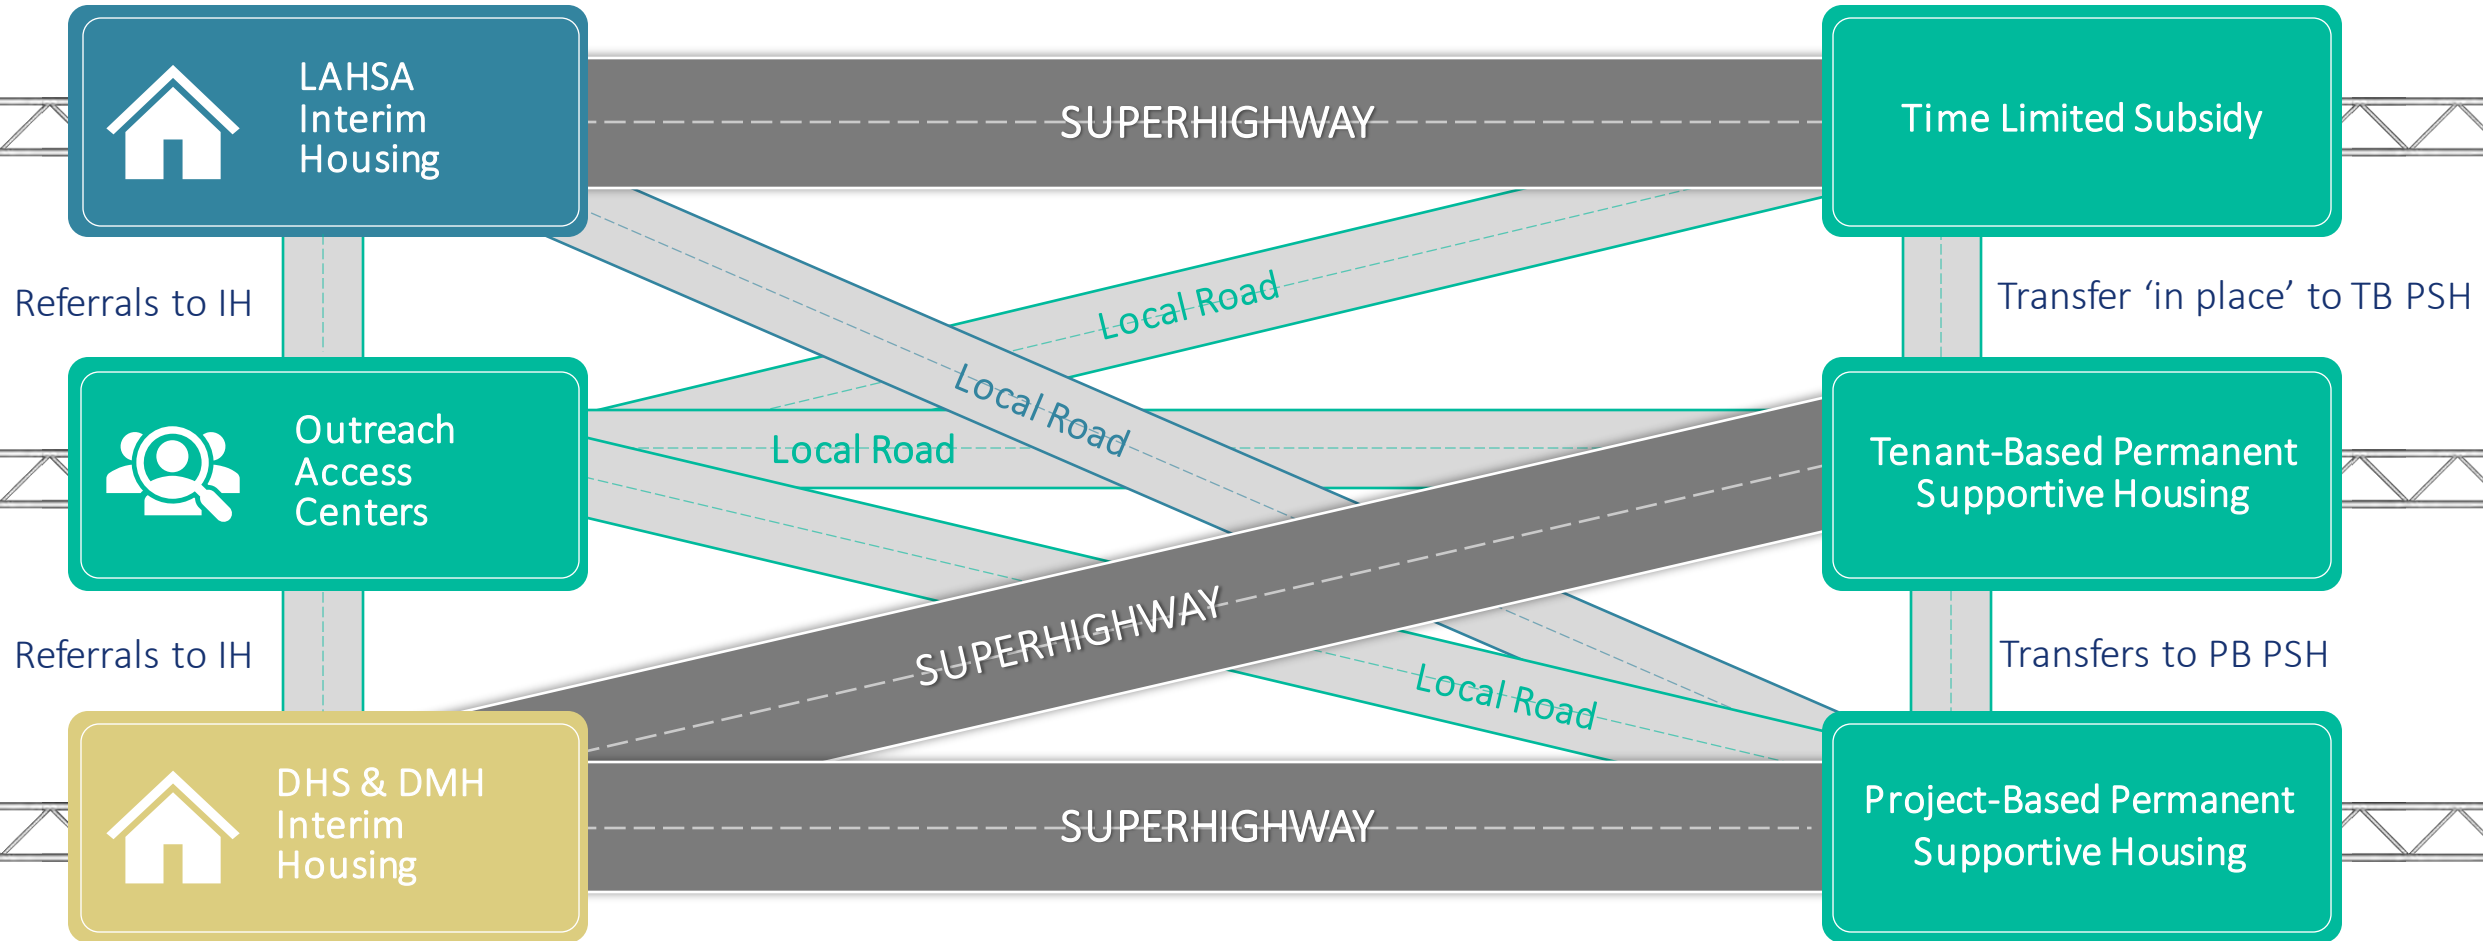 LAHSA
Interim
Housing
SUPERHIGHWAY
Time Limited Subsidy
Referrals to IH
Local Road
Transfer ‘in place’ to TB PSH
Local Road
Outreach
Access
Centers
Local Road
Tenant-Based Permanent
Supportive Housing
SUPERHIGHWAY
Referrals to IH
Local Road
Transfers to PB PSH
DHS & DMH
Interim
Housing
SUPERHIGHWAY
Project-Based Permanent
Supportive Housing